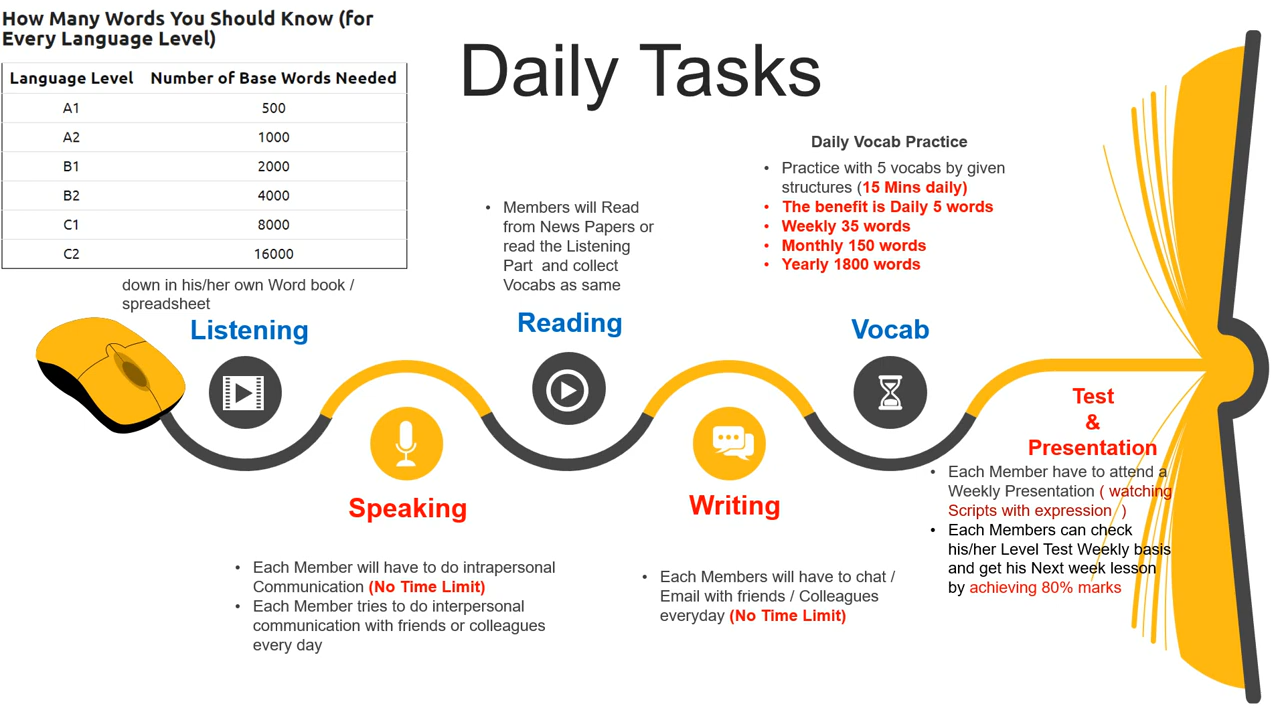 How Many Words You Should Know (for
Every Language Level)
Language Level Number of Base Words Needed
A1 500
A2 1000
B1 2000
B2 4000
C1 8000
C2 16000
down in his/her own Word book /
spreadsheet
Daily Tasks
Listening
Speaking
Each Member will have to do intrapersonal
Communication (No Time Limit)
Each Member tries to do interpersonal
communication with friends or colleagues
every day
Members will Read
from News Papers or
read the Listening
Part and collect
Vocabs as same
Reading
Writing
Each Members will have to chat /
Email with friends / Colleagues
everyday (No Time Limit)
Daily Vocab Practice
Practice with 5 vocabs by given
structures (15 Mins daily)
The benefit is Daily 5 words
Weekly 35 words
Monthly 150 words
Yearly 1800 words
Vocab
Test
&
Presentation
Each Member have to attend a
Weekly Presentation ( watching
Scripts with expression )
Each Members can check
his/her Level Test Weekly basis
and get his Next week lesson
by achieving 80% marks